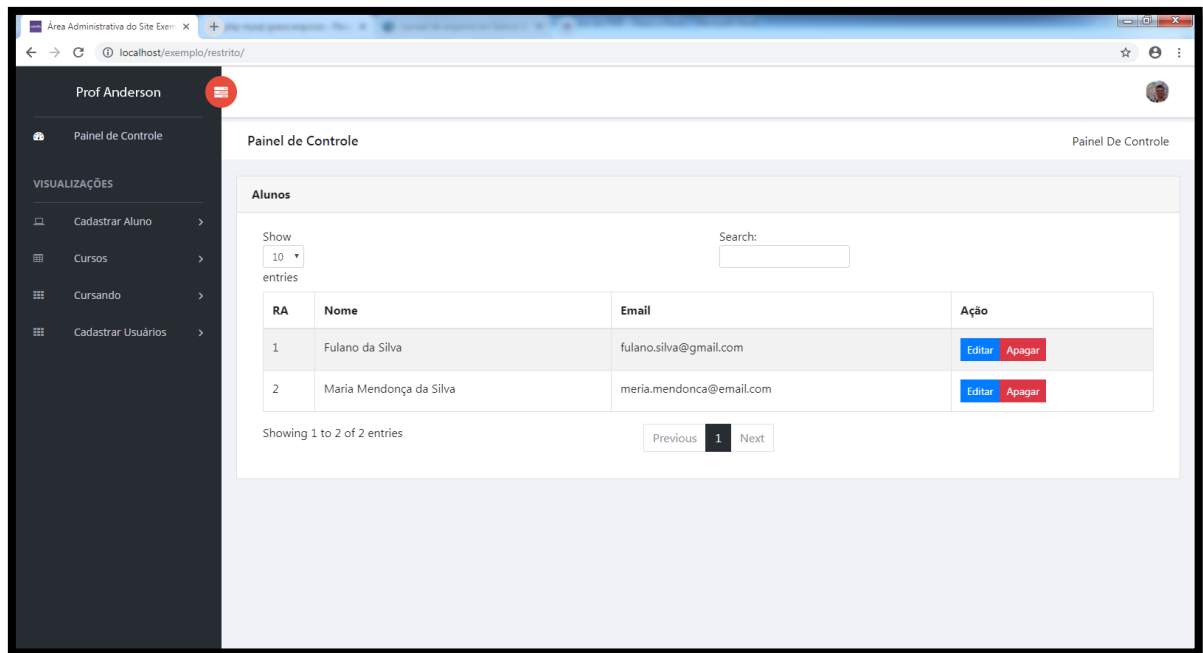 Área Administrativa do Site Exem
localhost/exemplo/restrito/
Prof Anderson
Painel de Controle
VISUALIZAÇÕES
Cadastrar Aluno
Cursos
Cursando
Cadastrar Usuários
Painel de Controle
Painel De Controle
Alunos
Show
10
entries
Search:
RA Nome Email Ação
1 Fulano da Silva fulano.silva@gmail.com Editar Apagar
2 Maria Mendonça da Silva meria.mendonca@email.com Editar Apagar
Showing 1 to 2 of 2 entries
Previous 1 Next